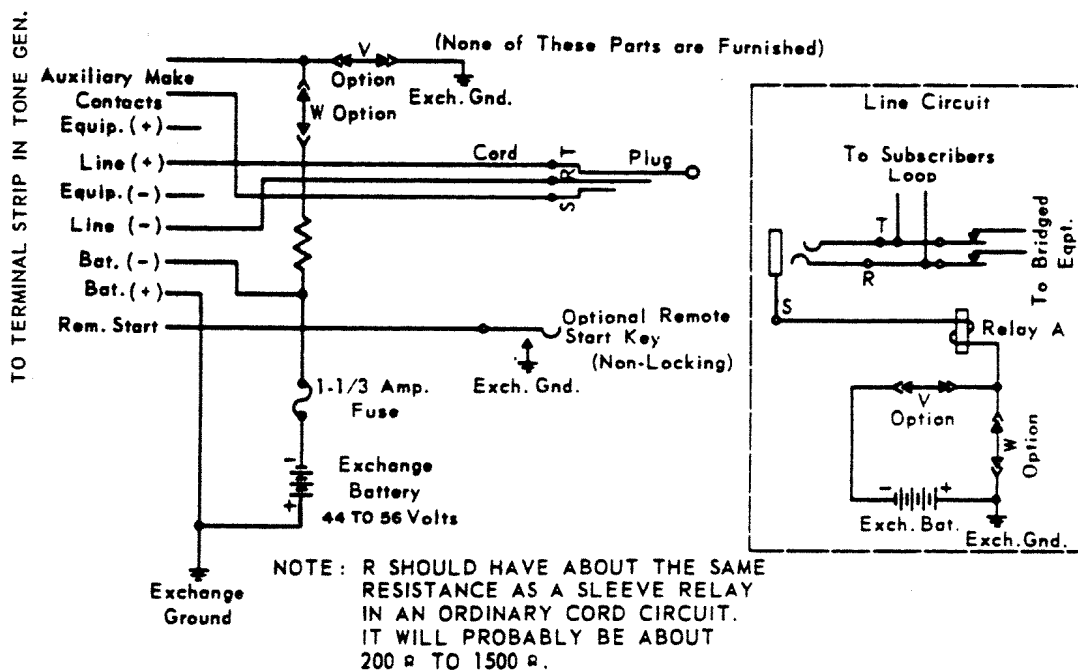 TO TERMINAL STRIP IN TONE GEN.
(None of These Parts are Furnished)
V
Option
Exch. Gnd.
Auxiliary Make
Contacts
W Option
Equip. (+)
Line (+)
Cord
T
R
S
Plug
Equip. (-)
Line (-)
Bat. (-)
Bat. (+)
Rem. Start
Optional Remote
Start Key
(Non-Locking)
Exch. Gnd.
1-1/3 Amp.
Fuse
-
+
Exchange
Battery
44 TO 56 Volts
Exchange
Ground
Line Circuit
To Subscribers
Loop
T
R
To Bridged
Eqpt.
S
Relay A
V
Option
W
Option
-
+
Exch. Bat.
Exch. Gnd.
NOTE: R SHOULD HAVE ABOUT THE SAME
RESISTANCE AS A SLEEVE RELAY
IN AN ORDINARY CORD CIRCUIT.
IT WILL PROBABLY BE ABOUT
200 Ω TO 1500 Ω.